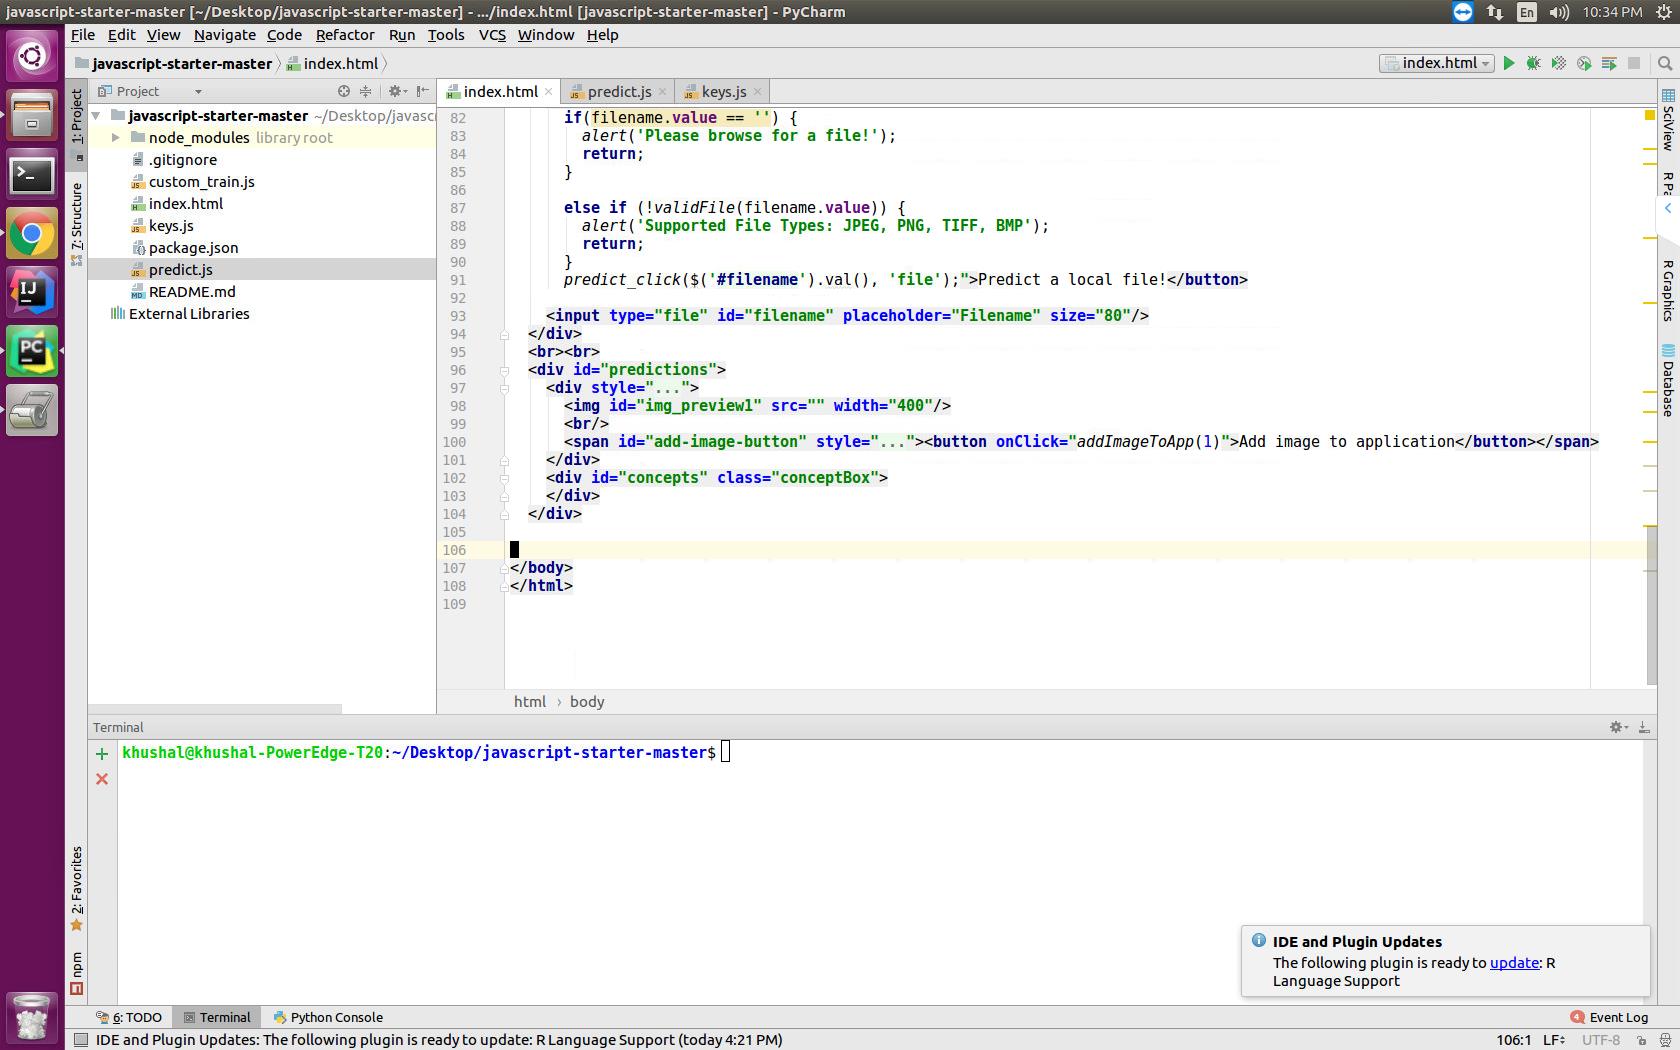 javascript-starter-master [~/Desktop/javascript-starter-master] - .../index.html [javascript-starter-master] - PyCharm
En
10:34 PM
File Edit View Navigate Code Refactor Run Tools VCS Window Help
javascript-starter-master index.html
index.html
Project
index.html predict.js keys.js
1: Project
7: Structure
2: Favorites
npm
javascript-starter-master ~/Desktop/javasc
node_modules library root
.gitignore
custom_train.js
index.html
keys.js
package.json
predict.js
README.md
External Libraries
82 if(filename.value == '') {
83 alert('Please browse for a file!');
84 return;
85 }
86
87 else if (!validFile(filename.value)) {
88 alert('Supported File Types: JPEG, PNG, TIFF, BMP');
89 return;
90 }
91 predict_click($('#filename').val(), 'file');">Predict a local file!</button>
92
93 <input type="file" id="filename" placeholder="Filename" size="80"/>
94 </div>
95 <br><br>
96 <div id="predictions">
97 <div style="...">
98 <img id="img_preview1" src="" width="400"/>
99 <br/>
100 <span id="add-image-button" style="..."><button onClick="addImageToApp(1)">Add image to application</button></span>
101 </div>
102 <div id="concepts" class="conceptBox">
103 </div>
104 </div>
105
106
107 </body>
108 </html>
109
html › body
SciView
R Pa
R Graphics
Database
Terminal
khushal@khushal-PowerEdge-T20:~/Desktop/javascript-starter-master$
IDE and Plugin Updates
The following plugin is ready to update: R
Language Support
6: TODO Terminal Python Console
4 Event Log
IDE and Plugin Updates: The following plugin is ready to update: R Language Support (today 4:21 PM)
106:1 LF UTF-8